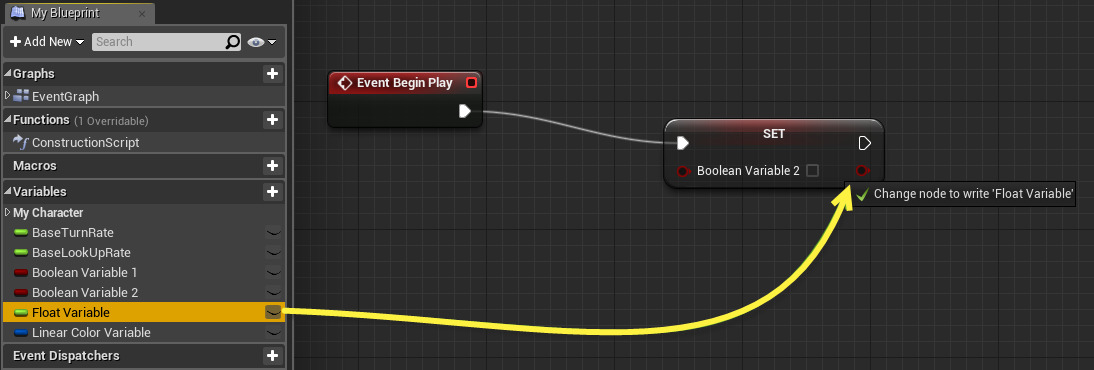 My Blueprint
Add New
Search
Graphs
EventGraph
Functions (1 Overridable)
ConstructionScript
Macros
Variables
My Character
BaseTurnRate
BaseLookUpRate
Boolean Variable 1
Boolean Variable 2
Float Variable
Linear Color Variable
Event Dispatchers
Event Begin Play
SET
Boolean Variable 2
Change node to write 'Float Variable'